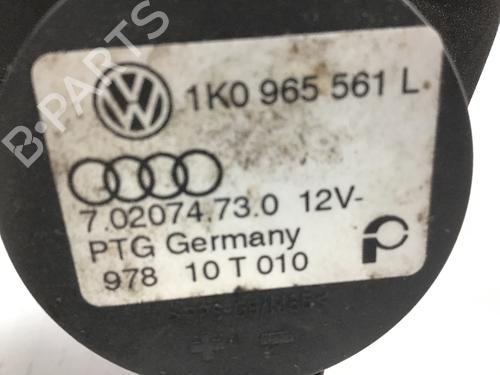 1K0 965 561 L
7.02074.73.0 12V-
PTG Germany
978 10 T 010
B-PARTS